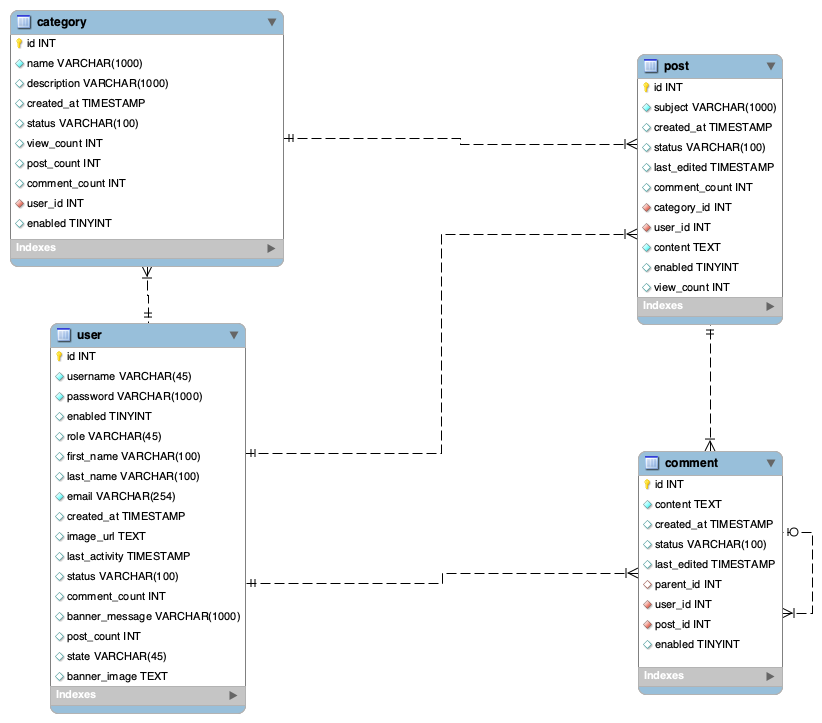 category
id INT
name VARCHAR(1000)
description VARCHAR(1000)
created_at TIMESTAMP
status VARCHAR(100)
view_count INT
post_count INT
comment_count INT
user_id INT
enabled TINYINT
Indexes
post
id INT
subject VARCHAR(1000)
created_at TIMESTAMP
status VARCHAR(100)
last_edited TIMESTAMP
comment_count INT
category_id INT
user_id INT
content TEXT
enabled TINYINT
view_count INT
Indexes
user
id INT
username VARCHAR(45)
password VARCHAR(1000)
enabled TINYINT
role VARCHAR(45)
first_name VARCHAR(100)
last_name VARCHAR(100)
email VARCHAR(254)
created_at TIMESTAMP
image_url TEXT
last_activity TIMESTAMP
status VARCHAR(100)
comment_count INT
banner_message VARCHAR(1000)
post_count INT
state VARCHAR(45)
banner_image TEXT
Indexes
comment
id INT
content TEXT
created_at TIMESTAMP
status VARCHAR(100)
last_edited TIMESTAMP
parent_id INT
user_id INT
post_id INT
enabled TINYINT
Indexes